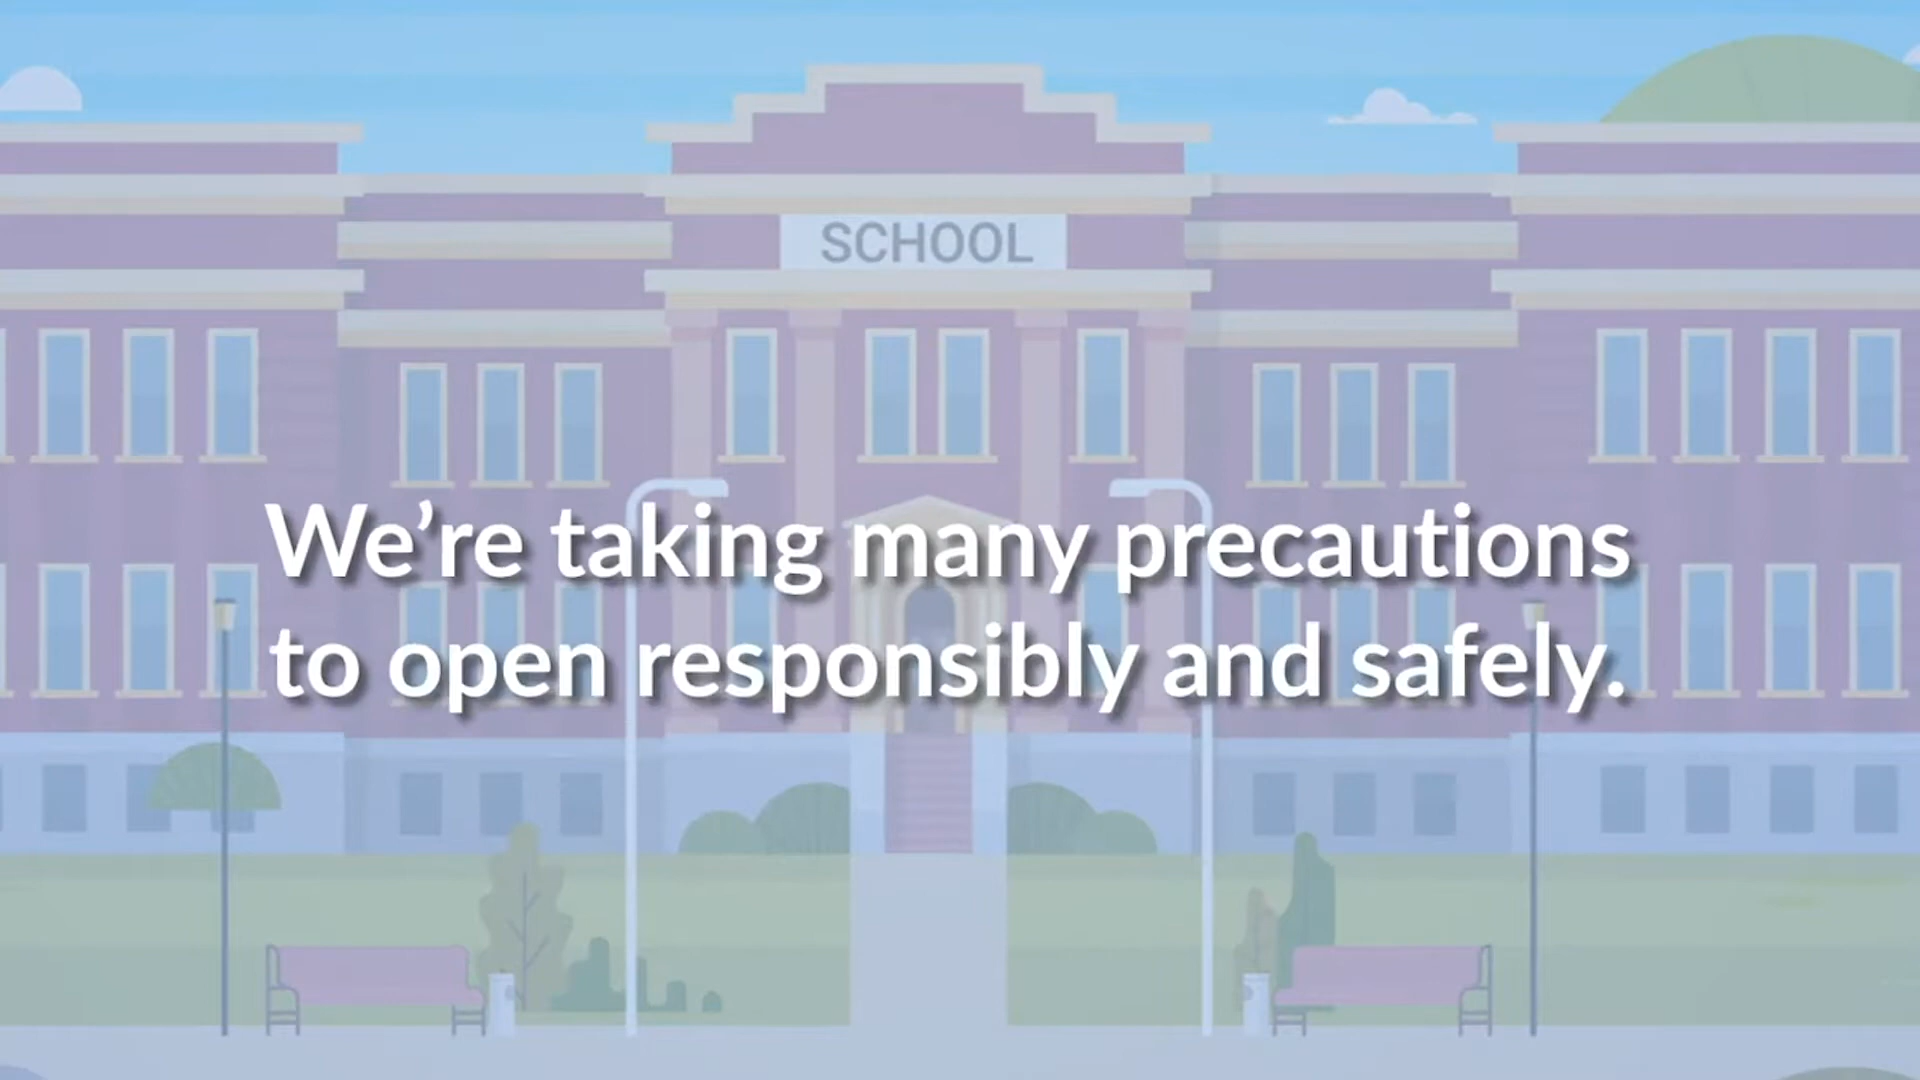 SCHOOL
We’re taking many precautions
to open responsibly and safely.